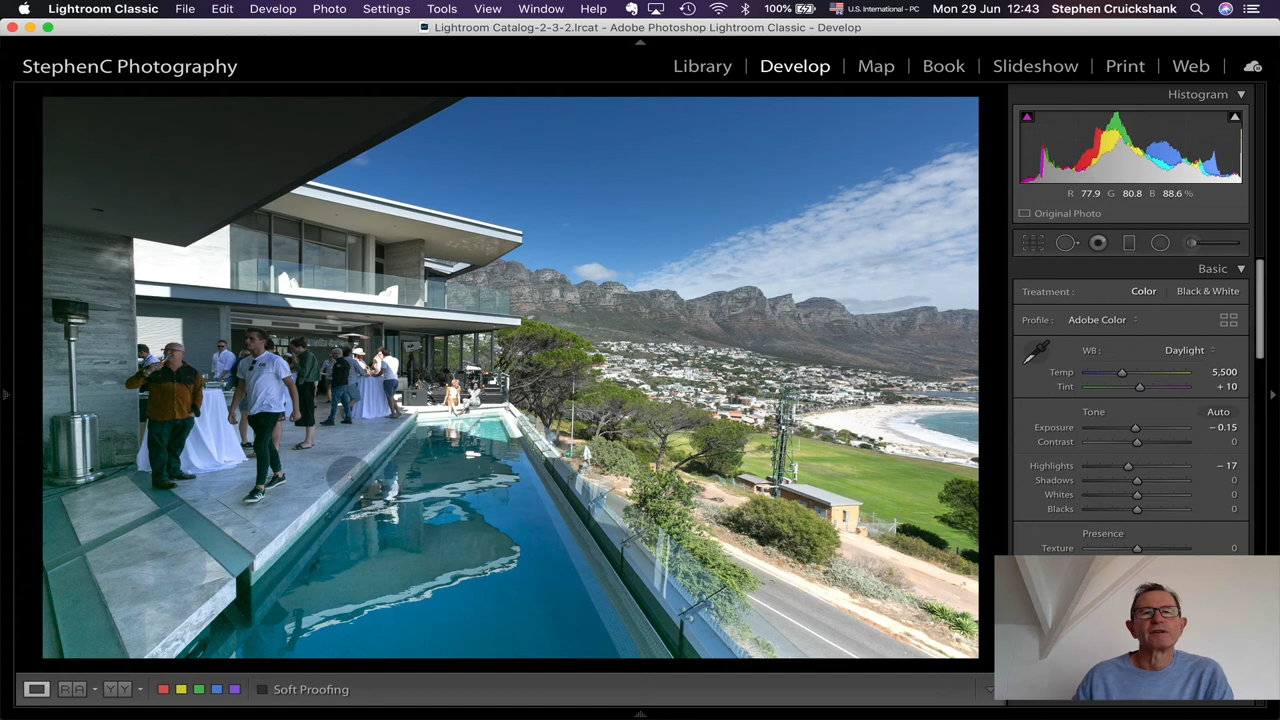 Lightroom Classic File Edit Develop Photo Settings Tools View Window Help 100% U.S. International - PC Mon 29 Jun 12:43 Stephen Cruickshank
Lightroom Catalog-2-3-2.lrcat - Adobe Photoshop Lightroom Classic - Develop
StephenC Photography Library | Develop | Map | Book | Slideshow | Print | Web
Histogram
R 77.9 G 80.8 B 88.6 %
Original Photo
Basic
Treatment : Color Black & White
Profile : Adobe Color
WB : Daylight
Temp 5,500
Tint + 10
Tone Auto
Exposure − 0.15
Contrast 0
Highlights − 17
Shadows 0
Whites 0
Blacks 0
Presence
Texture 0
R A Y Y Soft Proofing